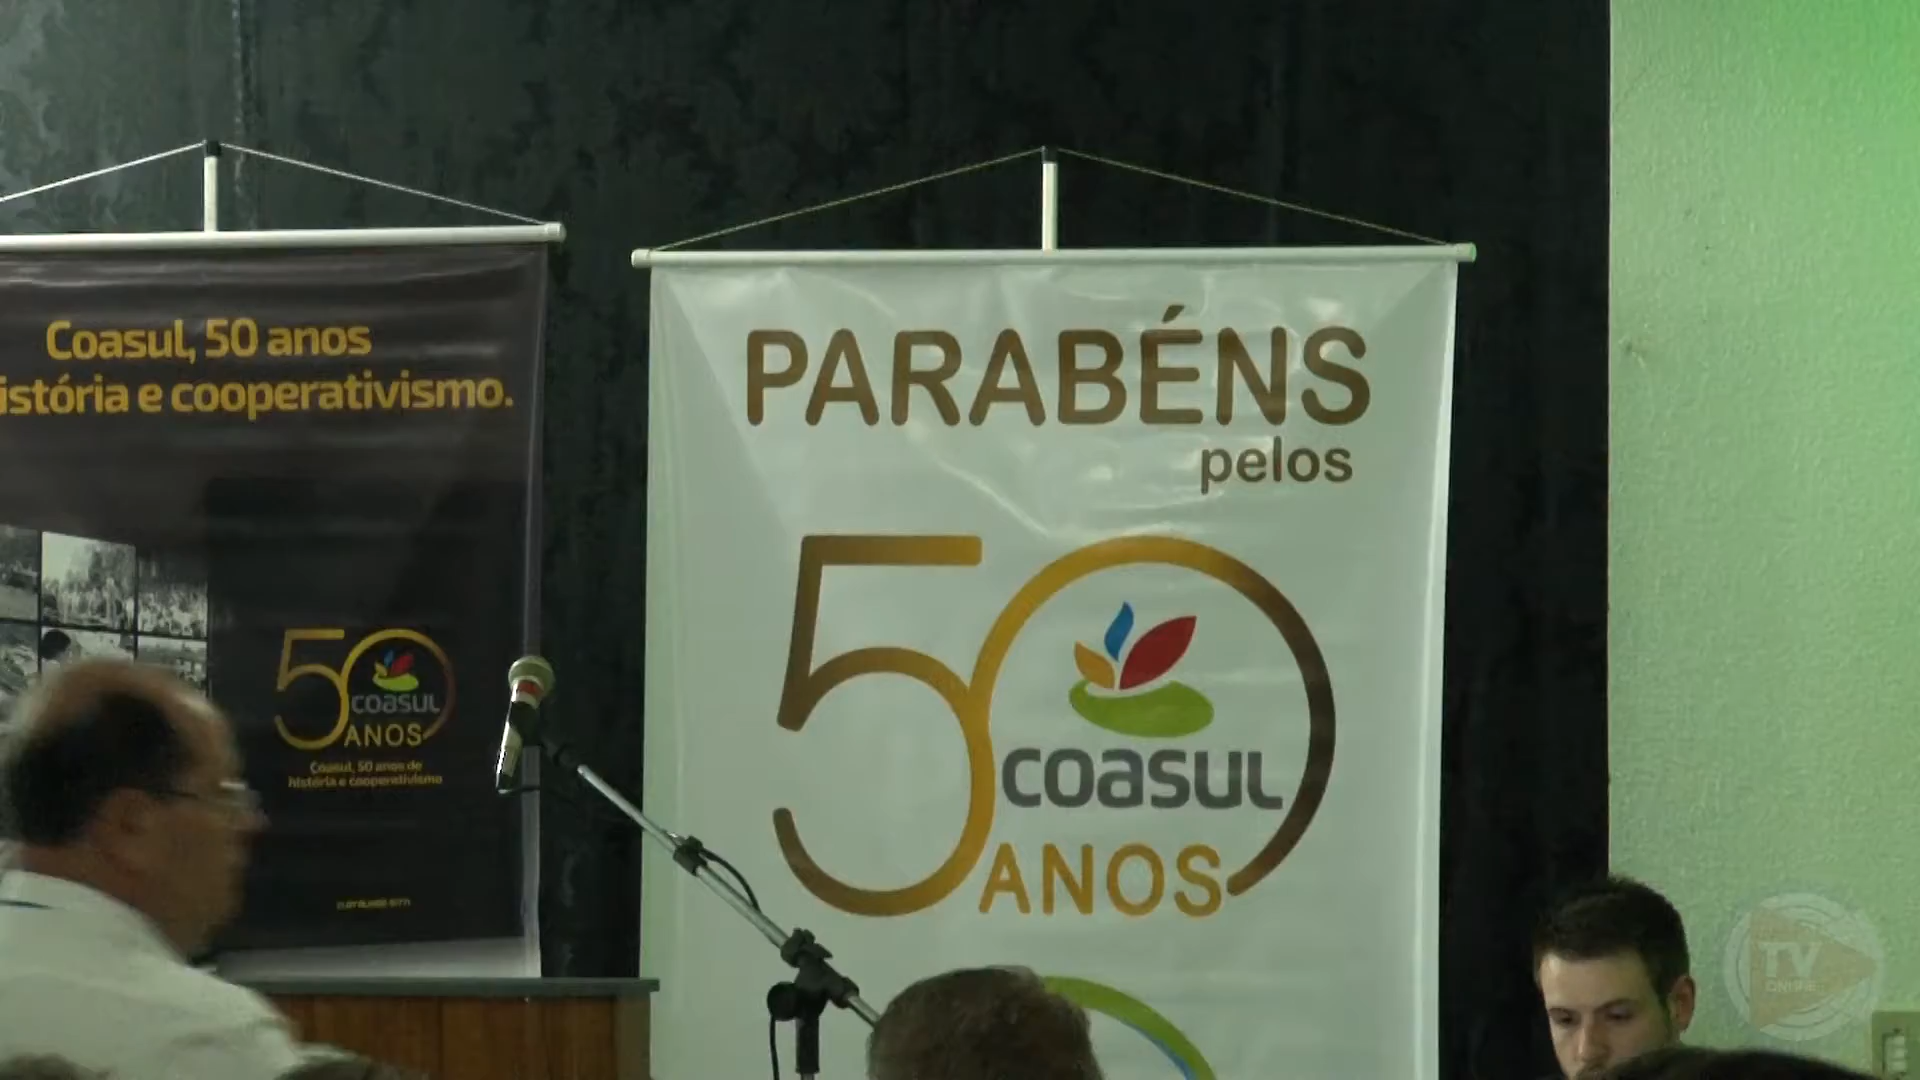 Coasul, 50 anos
istória e cooperativismo.
50
coasul
ANOS
Coasul, 50 anos de
história e cooperativismo
PARABÉNS
pelos
50
coasul
ANOS
TV
ONLINE